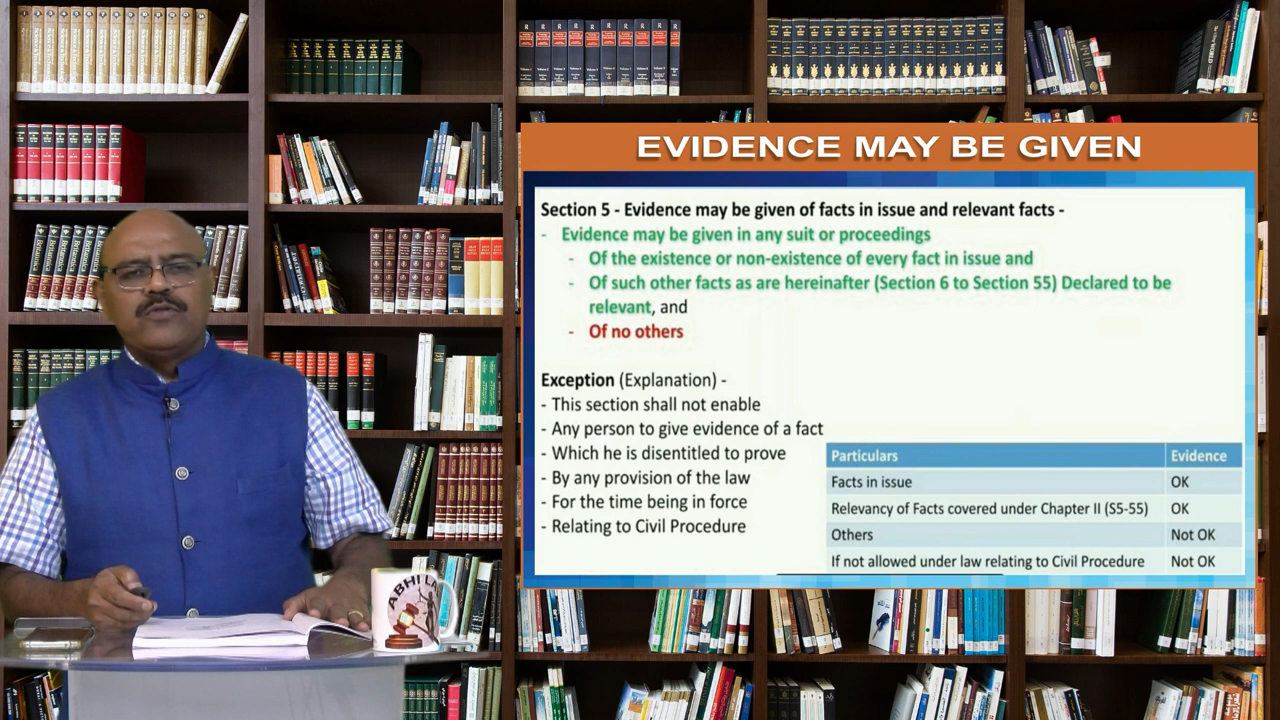 EVIDENCE MAY BE GIVEN
Section 5 - Evidence may be given of facts in issue and relevant facts -
- Evidence may be given in any suit or proceedings
- Of the existence or non-existence of every fact in issue and
- Of such other facts as are hereinafter (Section 6 to Section 55) Declared to be
relevant, and
- Of no others
Exception (Explanation) -
- This section shall not enable
- Any person to give evidence of a fact
- Which he is disentitled to prove
- By any provision of the law
- For the time being in force
- Relating to Civil Procedure
Particulars Evidence
Facts in issue OK
Relevancy of Facts covered under Chapter II (S5-55) OK
Others Not OK
If not allowed under law relating to Civil Procedure Not OK